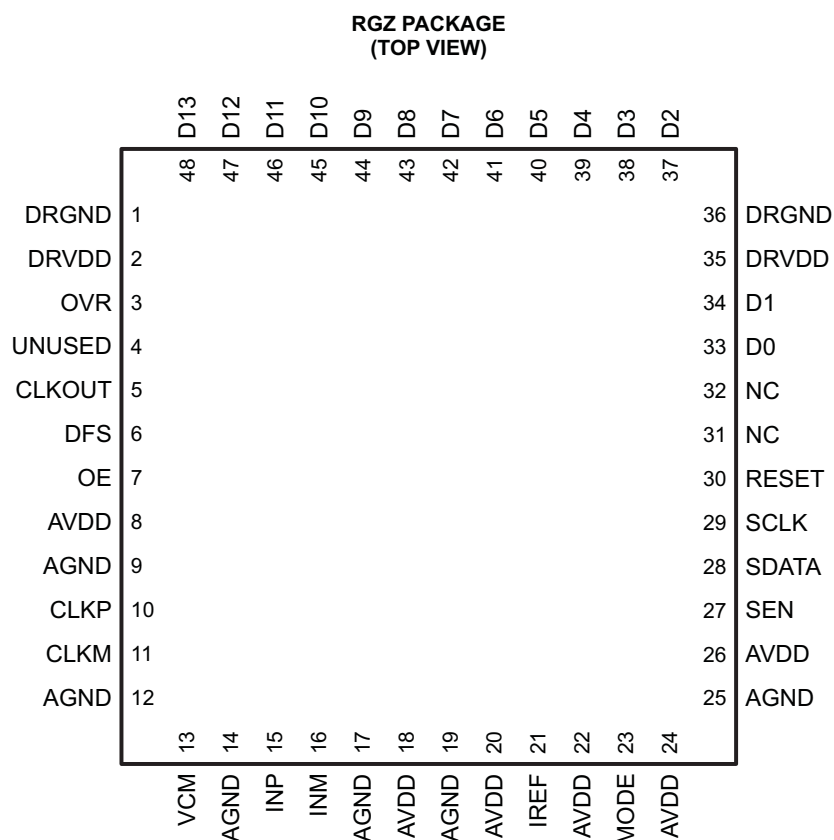 RGZ PACKAGE
(TOP VIEW)
D13 D12 D11 D10 D9 D8 D7 D6 D5 D4 D3 D2
48 47 46 45 44 43 42 41 40 39 38 37
DRGND 1 36 DRGND
DRVDD 2 35 DRVDD
OVR 3 34 D1
UNUSED 4 33 D0
CLKOUT 5 32 NC
DFS 6 31 NC
OE 7 30 RESET
AVDD 8 29 SCLK
AGND 9 28 SDATA
CLKP 10 27 SEN
CLKM 11 26 AVDD
AGND 12 25 AGND
13 14 15 16 17 18 19 20 21 22 23 24
VCM AGND INP INM AGND AVDD AGND AVDD IREF AVDD MODE AVDD